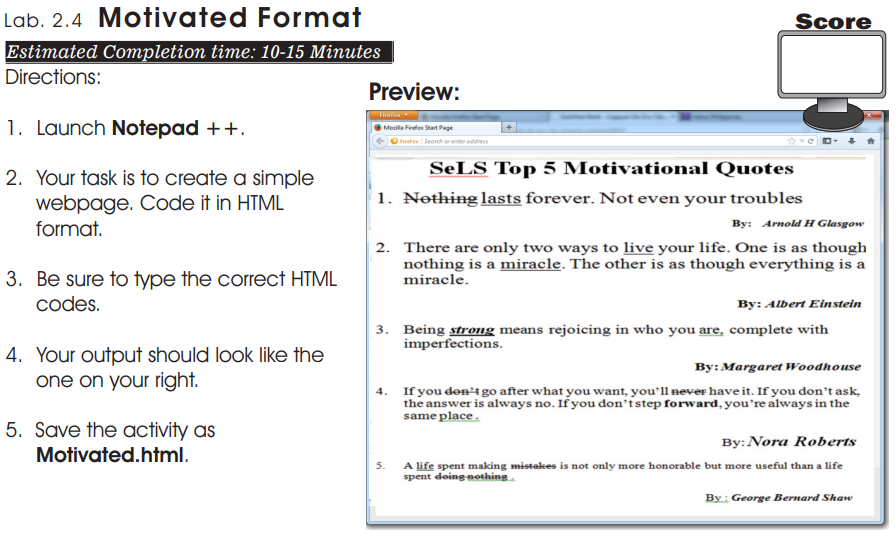 Lab. 2.4 Motivated Format
Score
Estimated Completion time: 10-15 Minutes
Directions:
1. Launch Notepad ++.
2. Your task is to create a simple
webpage. Code it in HTML
format.
3. Be sure to type the correct HTML
codes.
4. Your output should look like the
one on your right.
5. Save the activity as
Motivated.html.
Preview:
Firefox
Mozilla Firefox Start Page
Firefox Search or enter address
SeLS Top 5 Motivational Quotes
1. Nothing lasts forever. Not even your troubles
By: Arnold H Glasgow
2. There are only two ways to live your life. One is as though
nothing is a miracle. The other is as though everything is a
miracle.
By: Albert Einstein
3. Being strong means rejoicing in who you are, complete with
imperfections.
By: Margaret Woodhouse
4. If you don't go after what you want, you'll never have it. If you don't ask,
the answer is always no. If you don't step forward, you're always in the
same place .
By: Nora Roberts
5. A life spent making mistakes is not only more honorable but more useful than a life
spent doing nothing .
By : George Bernard Shaw